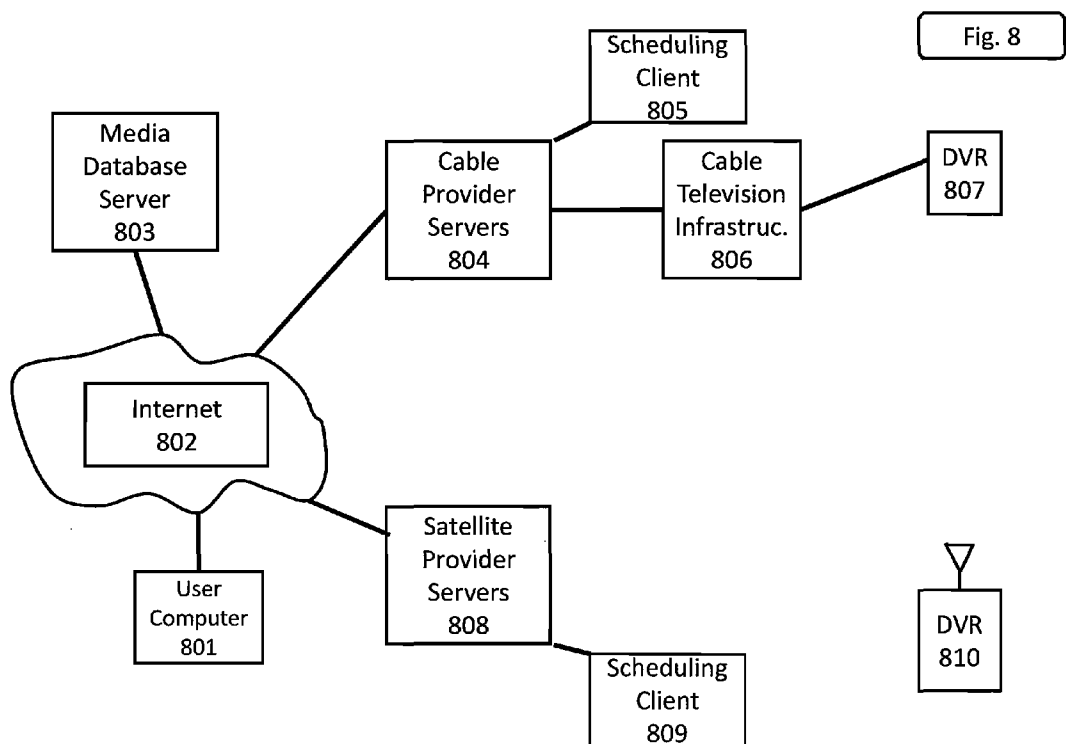 Fig. 8
Scheduling
Client
805
Media
Database
Server
803
Cable
Provider
Servers
804
Cable
Television
Infrastruc.
806
DVR
807
Internet
802
User
Computer
801
Satellite
Provider
Servers
808
Scheduling
Client
809
DVR
810